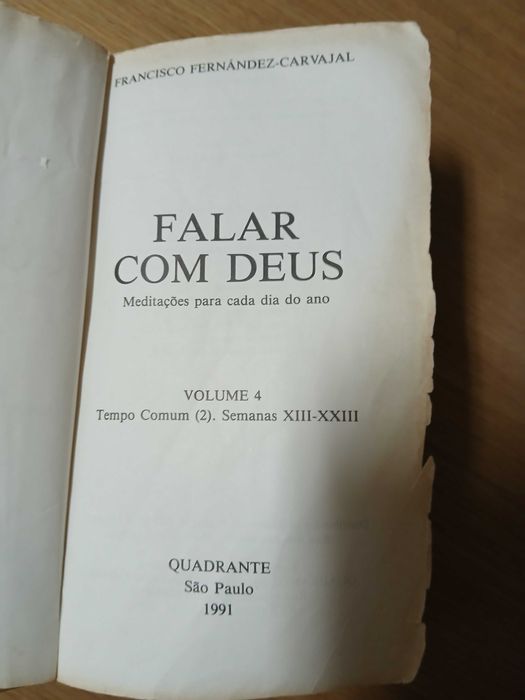 FRANCISCO FERNÁNDEZ-CARVAJAL
FALAR
COM DEUS
Meditações para cada dia do ano
VOLUME 4
Tempo Comum (2). Semanas XIII-XXIII
QUADRANTE
São Paulo
1991